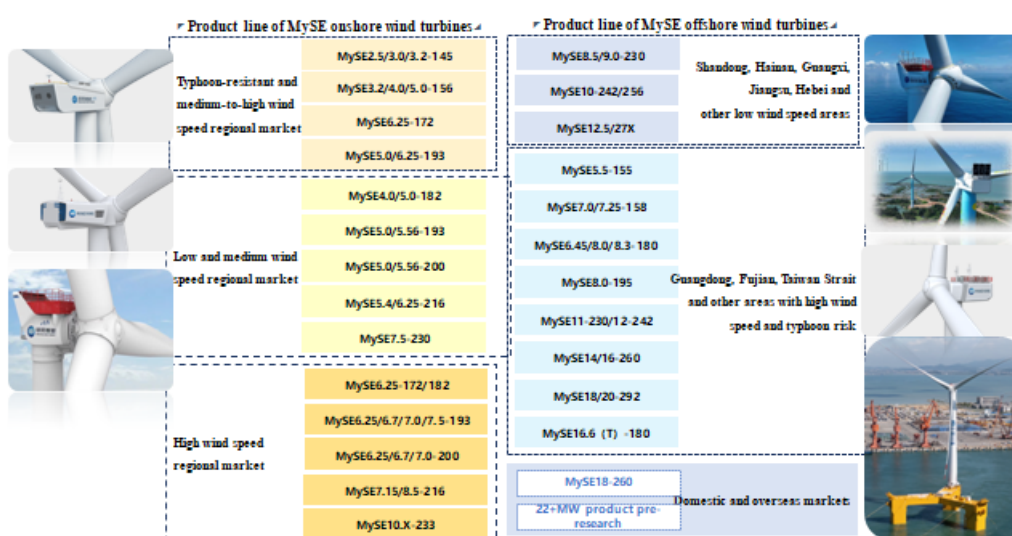 Product line of MySE onshore wind turbines
Typhoon-resistant and
medium-to-high wind
speed regional market
MySE2.5/3.0/3.2-145
MySE3.2/4.0/5.0-156
MySE6.25-172
MySE5.0/6.25-193
Low and medium wind
speed regional market
MySE4.0/5.0-182
MySE5.0/5.56-193
MySE5.0/5.56-200
MySE5.4/6.25-216
MySE7.5-230
High wind speed
regional market
MySE6.25-172/182
MySE6.25/6.7/7.0/7.5-193
MySE6.25/6.7/7.0-200
MySE7.15/8.5-216
MySE10.X-233
Product line of MySE offshore wind turbines
MySE8.5/9.0-230
MySE10-242/256
MySE12.5/27X
Shandong, Hainan, Guangxi,
Jiangsu, Hebei and
other low wind speed areas
MySE5.5-155
MySE7.0/7.25-158
MySE6.45/8.0/8.3-180
MySE8.0-195
MySE11-230/12-242
MySE14/16-260
MySE18/20-292
MySE16.6（T）-180
Guangdong, Fujian, Taiwan Strait
and other areas with high wind
speed and typhoon risk
MySE18-260
22+MW product pre-
research
Domestic and overseas markets